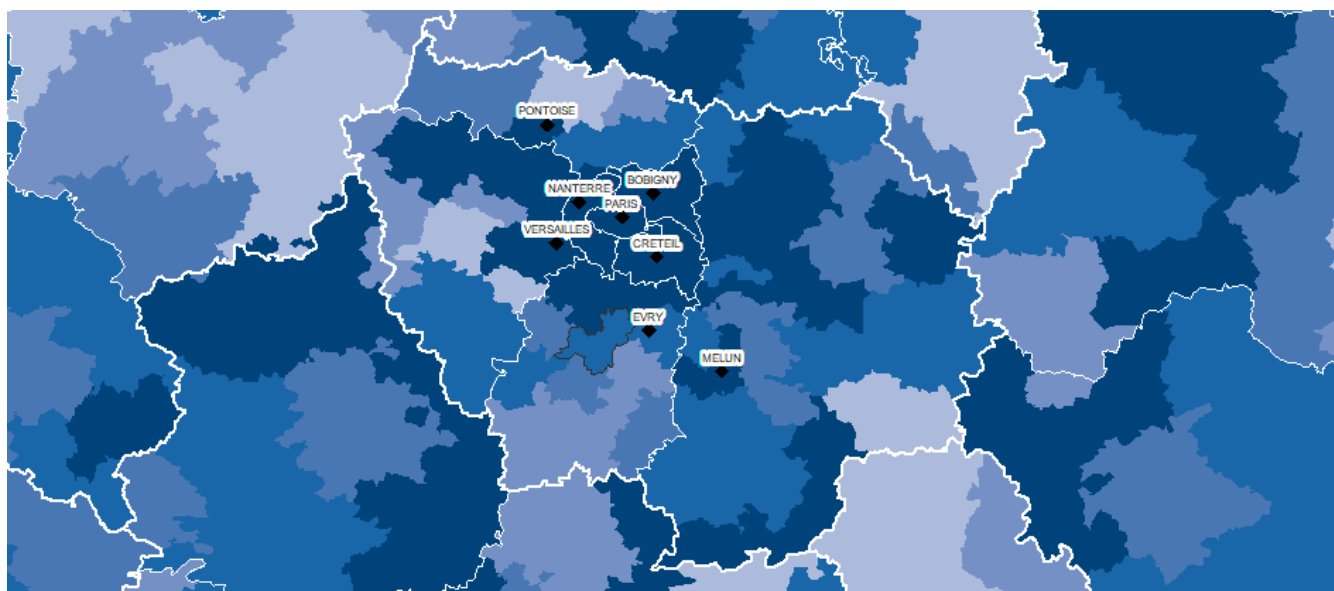 PONTOISE
NANTERRE
BOBIGNY
PARIS
VERSAILLES
CRETEIL
EVRY
MELUN